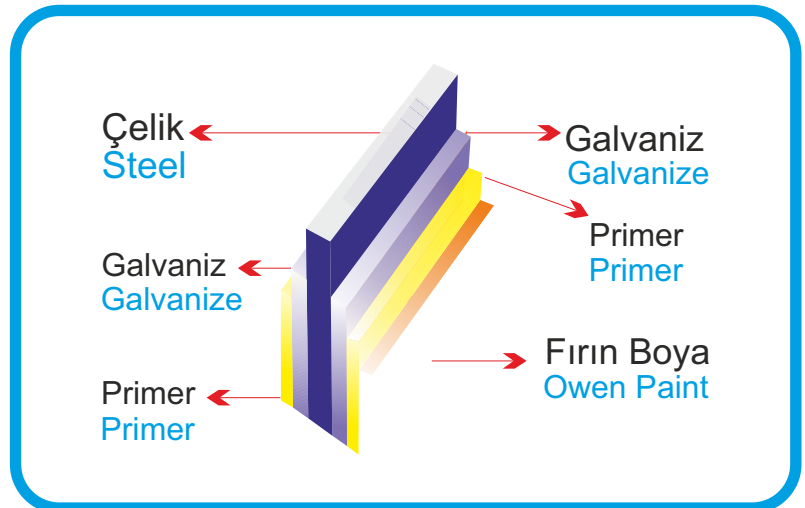 Çelik
Steel
Galvaniz
Galvanize
Primer
Primer
Galvaniz
Galvanize
Primer
Primer
Fırın Boya
Owen Paint